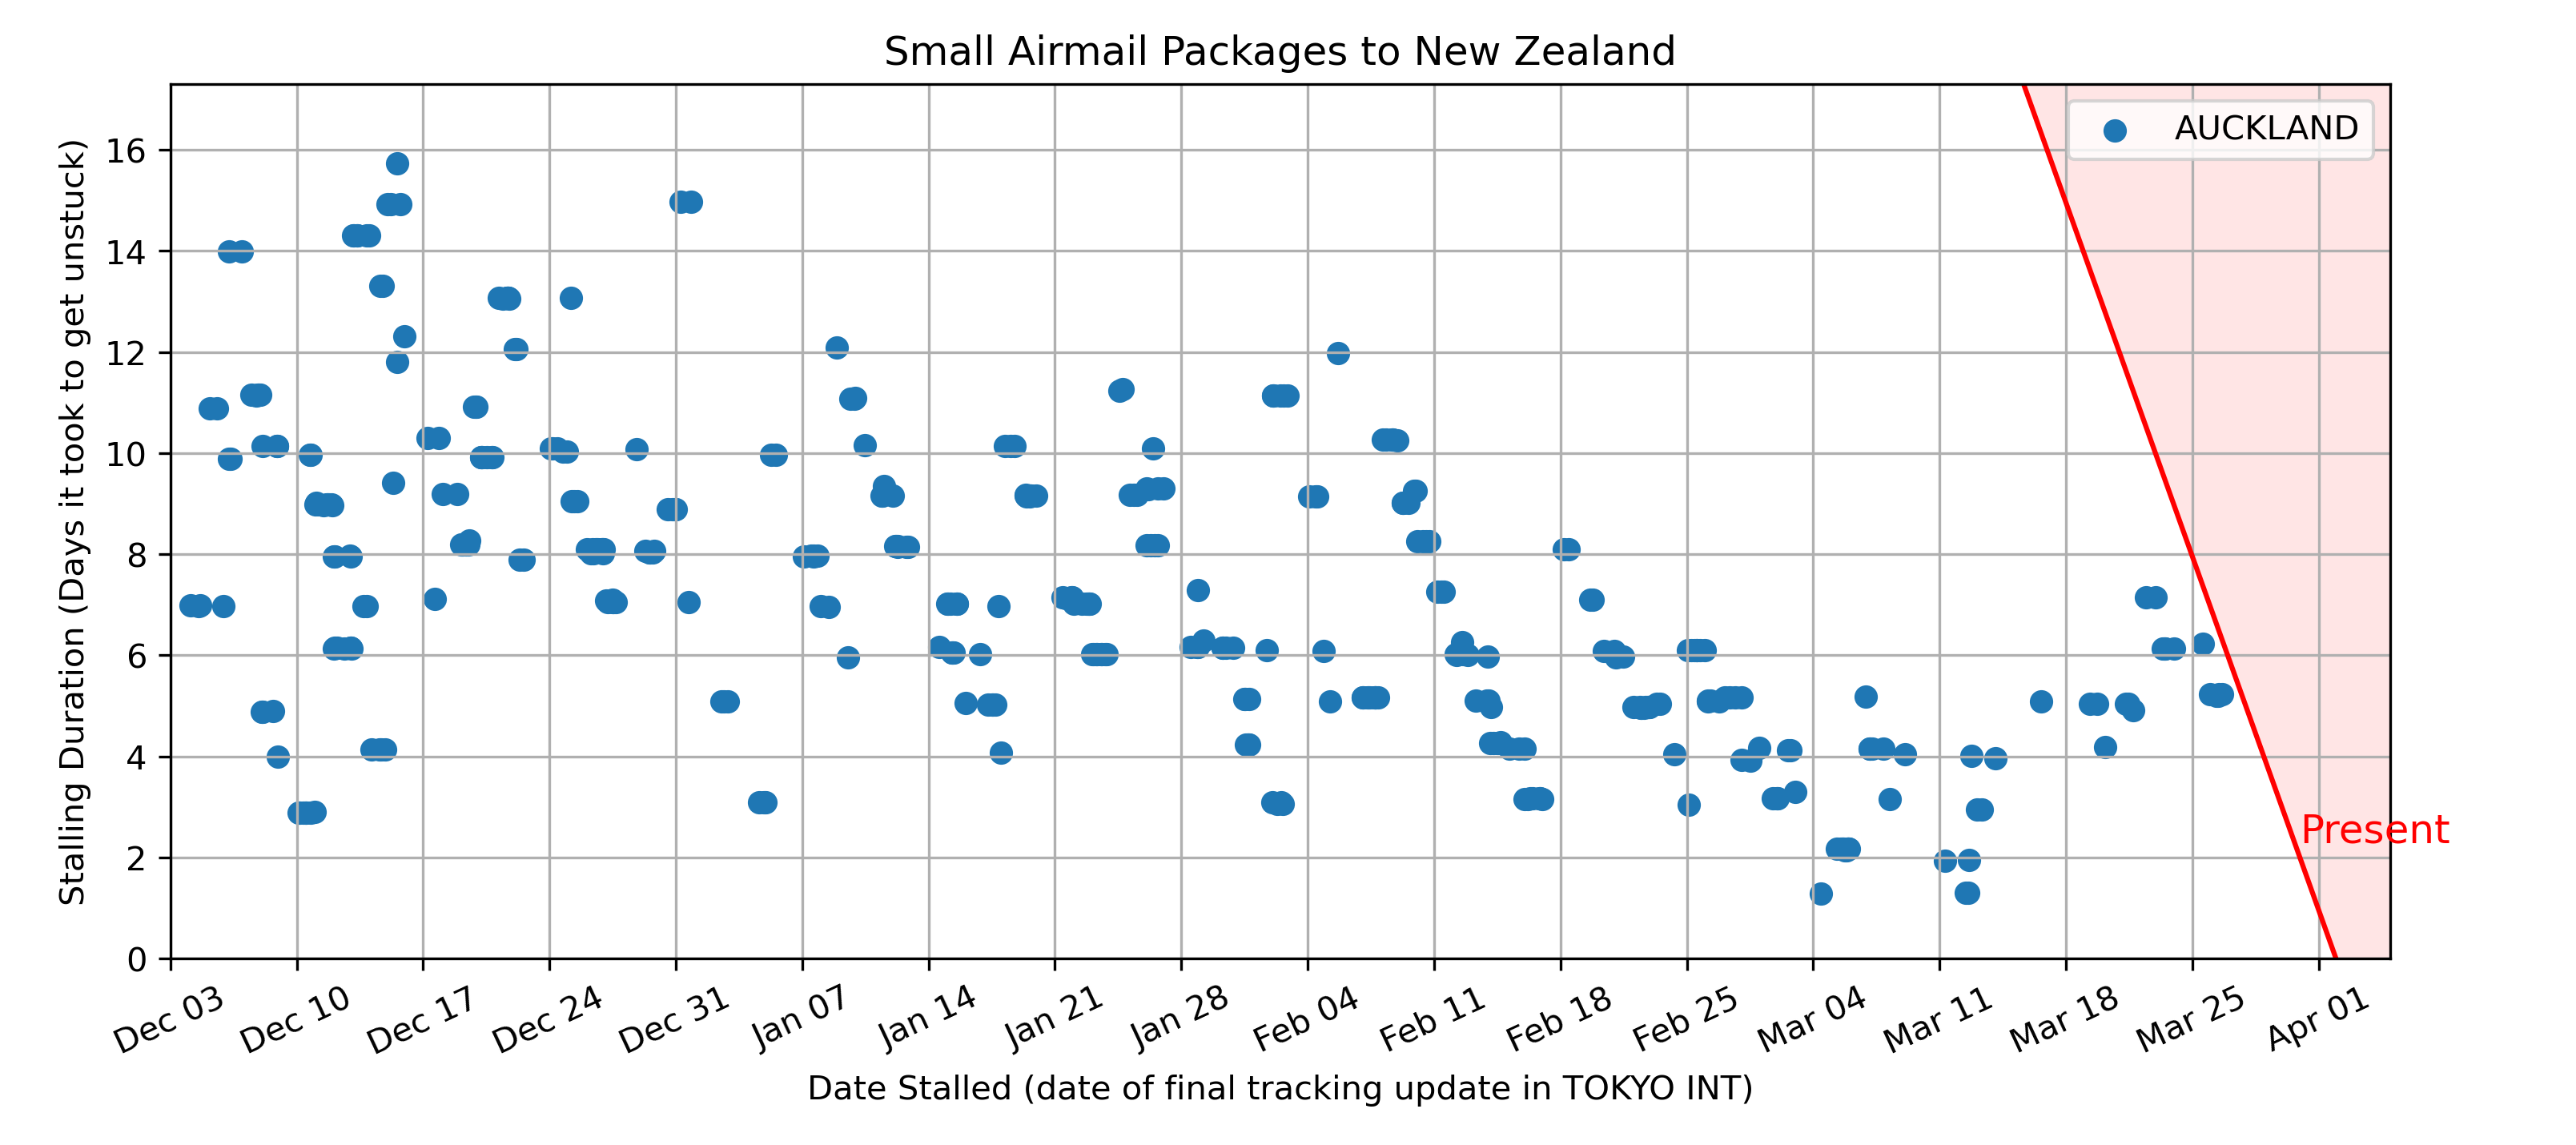 Small Airmail Packages to New Zealand
AUCKLAND
Stalling Duration (Days it took to get unstuck)
16
14
12
10
8
6
4
2
0
Present
Dec 03
Dec 10
Dec 17
Dec 24
Dec 31
Jan 07
Jan 14
Jan 21
Jan 28
Feb 04
Feb 11
Feb 18
Feb 25
Mar 04
Mar 11
Mar 18
Mar 25
Apr 01
Date Stalled (date of final tracking update in TOKYO INT)